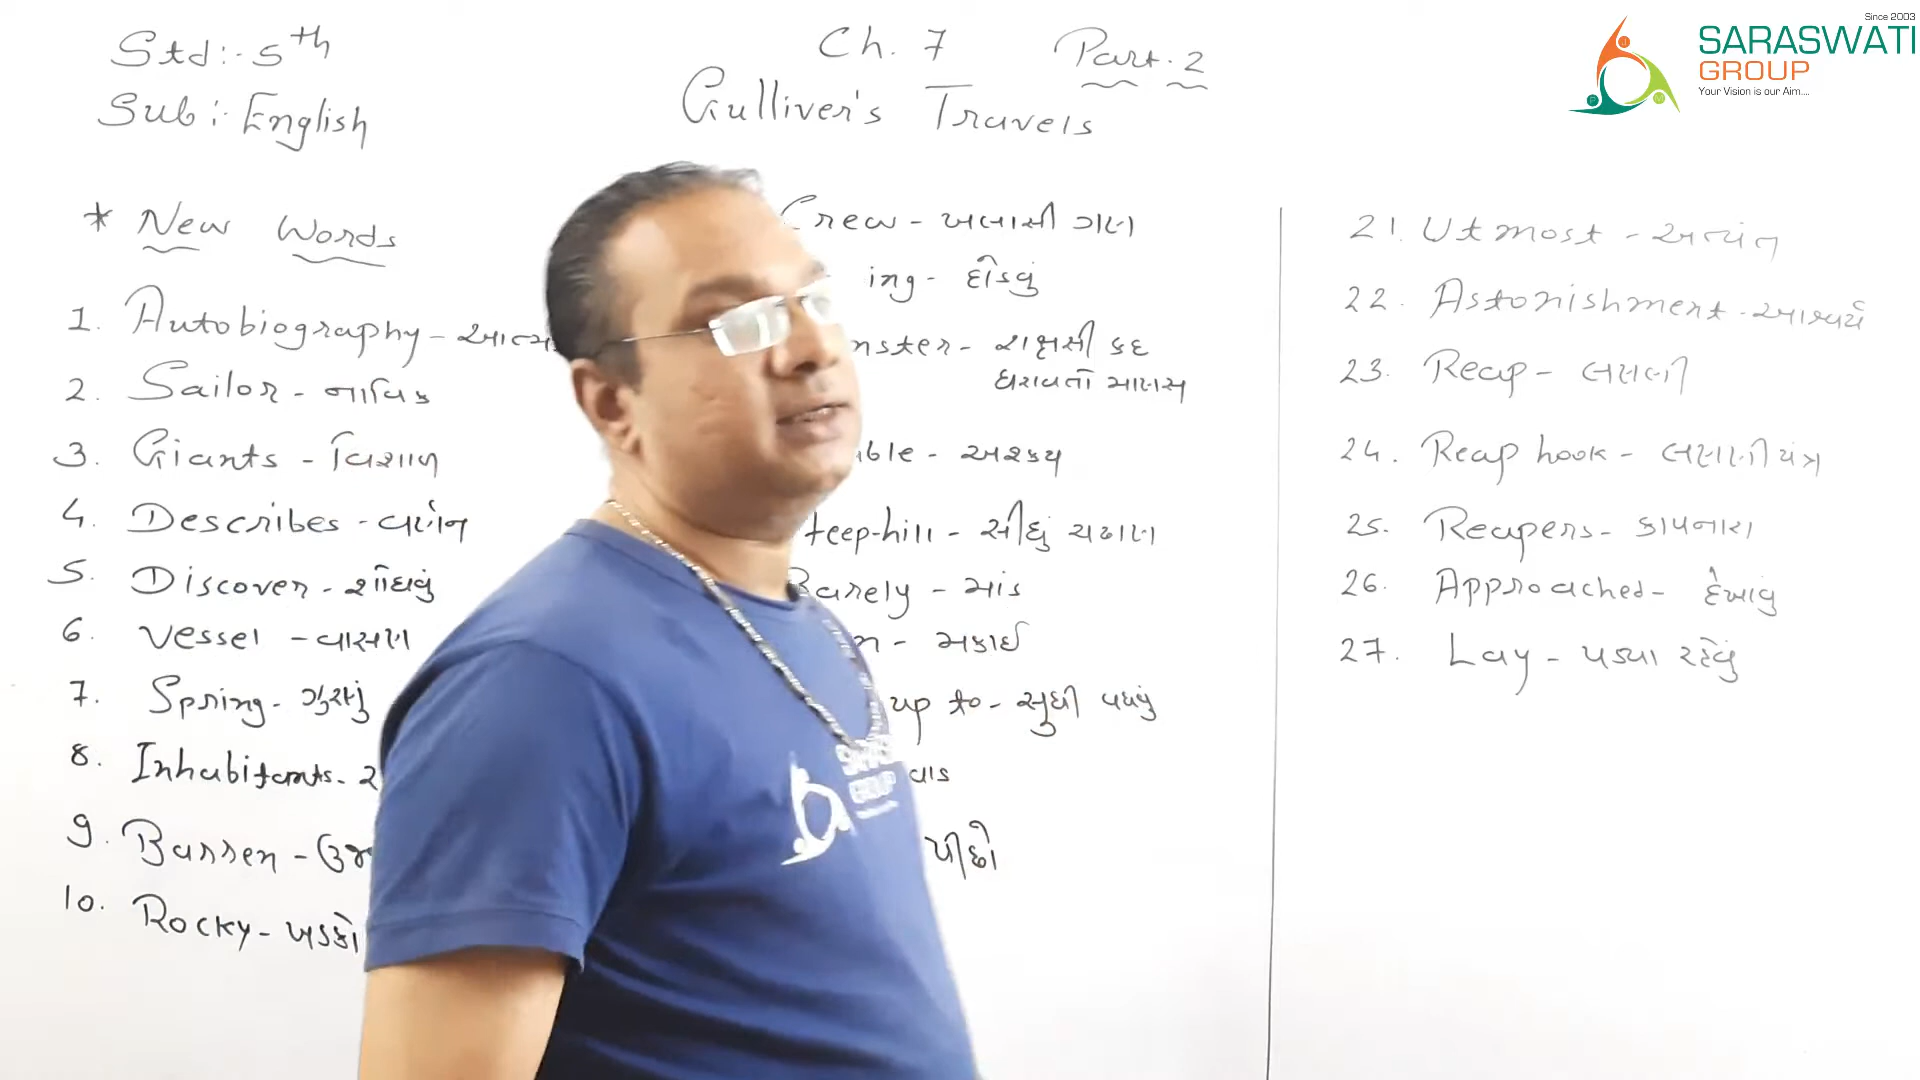 Std:- 5th
Sub:- English
Ch. 7 Part. 2
Gulliver's Travels
Since 2003
SARASWATI
GROUP
Your Vision is our Aim....
* New Words
1. Autobiography -
2. Sailor - નાવિક
3. Giants - વિશાળ
4. Describes - વર્ણન
5. Discover - શોધવું
6. Vessel - વાસણ
7. Spring - ઝરણું
8. Inhabitants -
9. Barren -
10. Rocky - ખડકો
Crew - ખલાસી ગણ
ing - દોડવું
nster - રાક્ષસી કદ
ધરાવતો માણસ
able - અશક્ય
teep-hill - સીધું ચઢાણ
Barely - માંડ
n - મકાઈ
up to - સુધી વધવું
વાડ
21. Utmost - અત્યંત
22. Astonishment - આશ્ચર્ય
23. Reap - લણણી
24. Reap hook - લણણી યંત્ર
25. Reapers - કાપનારા
26. Approached - દેખાવું
27. Lay - પડ્યા રહેવું
GROUP